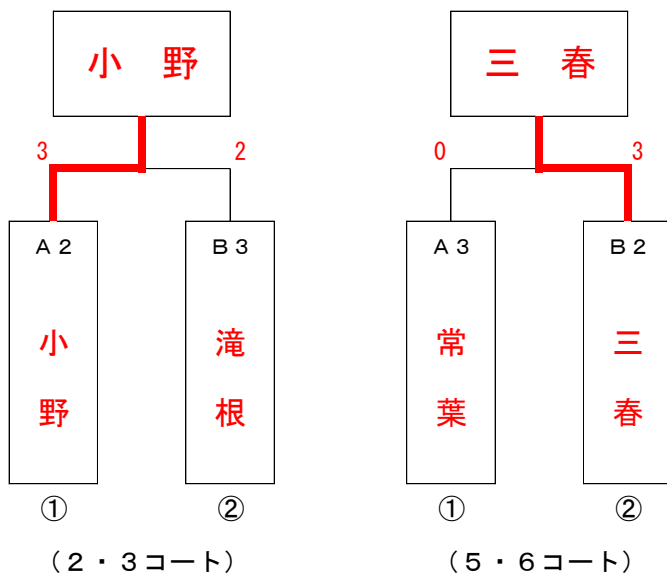 小 野
三 春
3 2
0 3
A2
B3
A3
B2
小野
滝根
常葉
三春
① ②
① ②
(2・3コート)
(5・6コート)